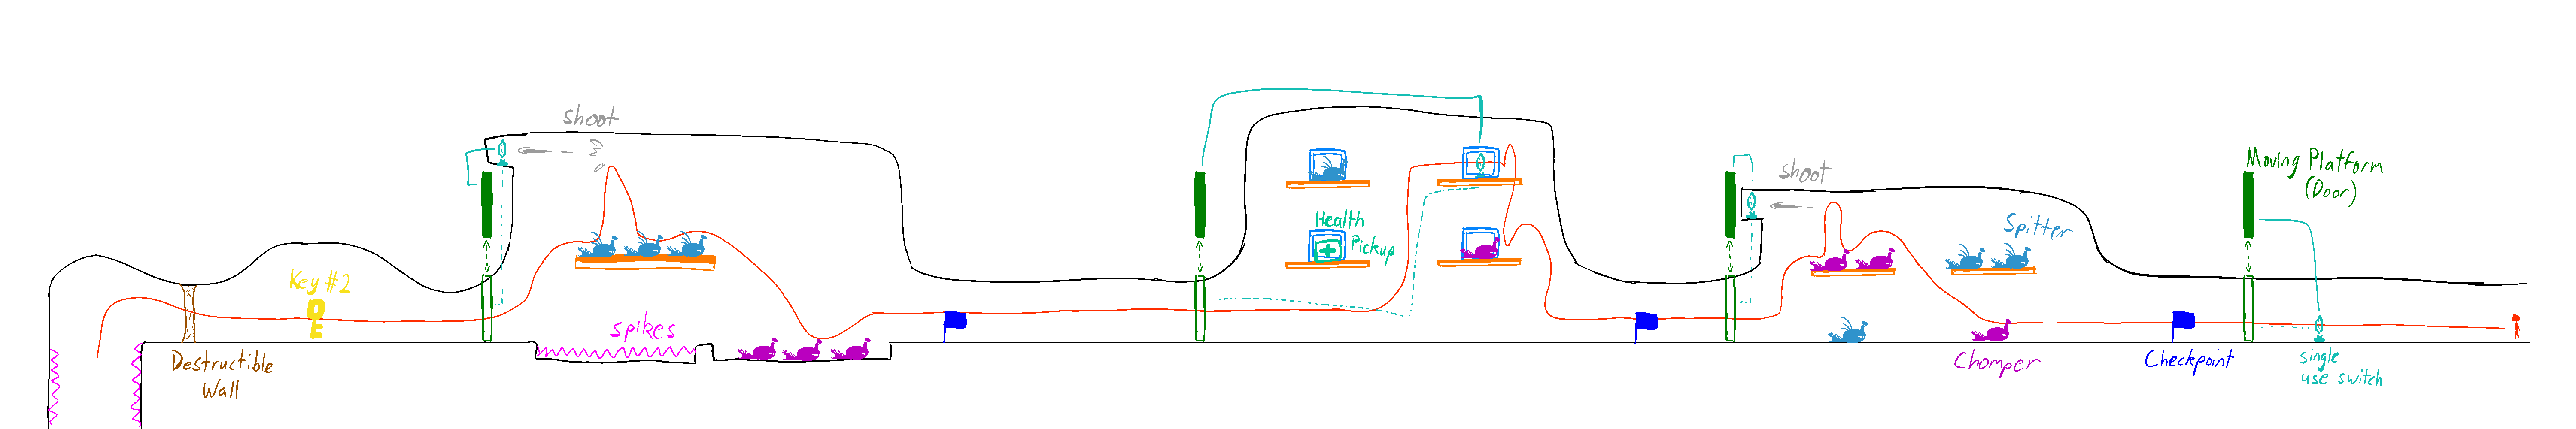 shoot
Key #2
spikes
Destructible
Wall
Health
Pickup
shoot
Spitter
Chomper
Checkpoint
Moving Platform
(Door)
single
use switch